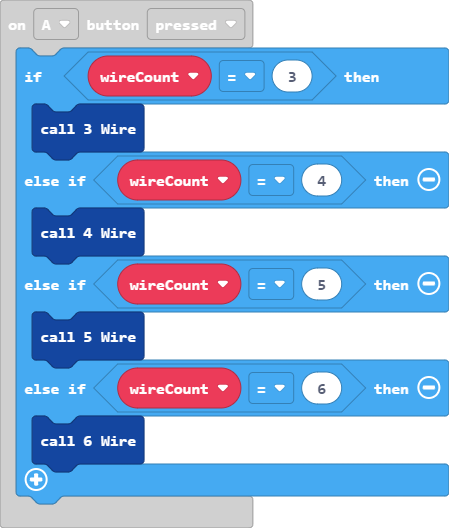 on A button pressed
if wireCount = 3 then
call 3 Wire
else if wireCount = 4 then
call 4 Wire
else if wireCount = 5 then
call 5 Wire
else if wireCount = 6 then
call 6 Wire